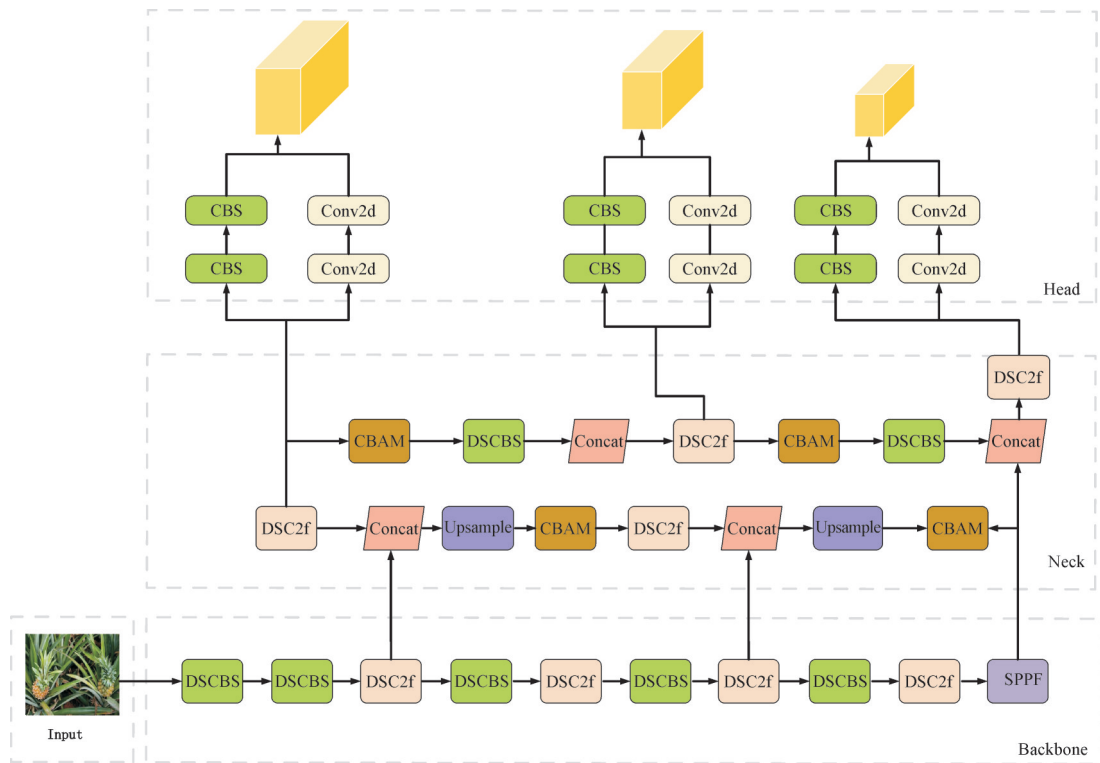 CBS
Conv2d
CBS
Conv2d
CBS
Conv2d
CBS
Conv2d
CBS
Conv2d
CBS
Conv2d
Head
DSC2f
CBAM
DSCBS
Concat
DSC2f
CBAM
DSCBS
Concat
DSC2f
Concat
Upsample
CBAM
DSC2f
Concat
Upsample
CBAM
Neck
DSCBS
DSCBS
DSC2f
DSCBS
DSC2f
DSCBS
DSC2f
DSCBS
DSC2f
SPPF
Input
Backbone